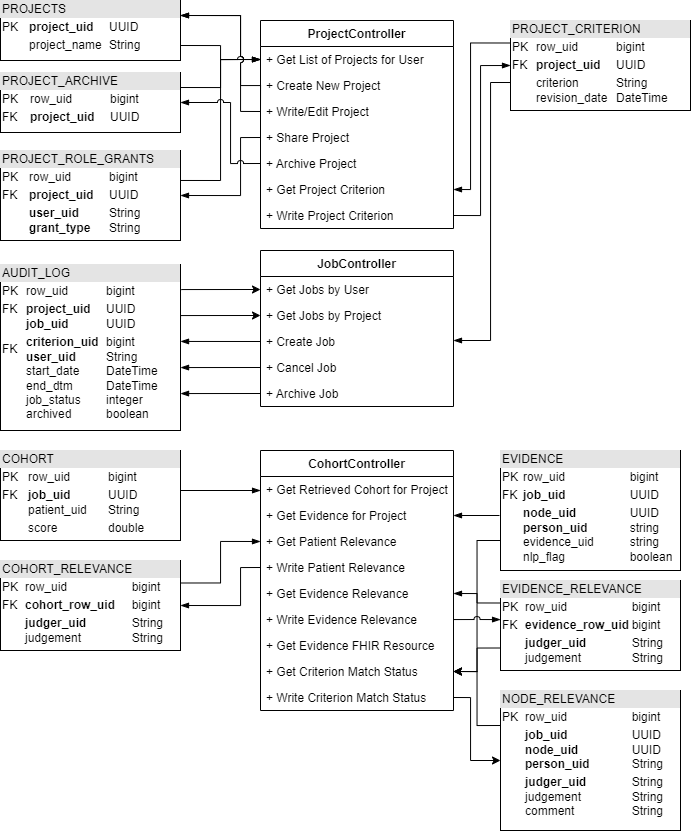 PROJECTS
PK project_uid UUID
project_name String
PROJECT_ARCHIVE
PK row_uid bigint
FK project_uid UUID
PROJECT_ROLE_GRANTS
PK row_uid bigint
FK project_uid UUID
user_uid String
grant_type String
ProjectController
+ Get List of Projects for User
+ Create New Project
+ Write/Edit Project
+ Share Project
+ Archive Project
+ Get Project Criterion
+ Write Project Criterion
PROJECT_CRITERION
PK row_uid bigint
FK project_uid UUID
criterion String
revision_date DateTime
AUDIT_LOG
PK row_uid bigint
FK project_uid UUID
job_uid UUID
FK criterion_uid bigint
user_uid String
start_date DateTime
end_dtm DateTime
job_status integer
archived boolean
JobController
+ Get Jobs by User
+ Get Jobs by Project
+ Create Job
+ Cancel Job
+ Archive Job
COHORT
PK row_uid bigint
FK job_uid UUID
patient_uid String
score double
COHORT_RELEVANCE
PK row_uid bigint
FK cohort_row_uid bigint
judger_uid String
judgement String
CohortController
+ Get Retrieved Cohort for Project
+ Get Evidence for Project
+ Get Patient Relevance
+ Write Patient Relevance
+ Get Evidence Relevance
+ Write Evidence Relevance
+ Get Evidence FHIR Resource
+ Get Criterion Match Status
+ Write Criterion Match Status
EVIDENCE
PK row_uid bigint
FK job_uid UUID
node_uid UUID
person_uid string
evidence_uid string
nlp_flag boolean
EVIDENCE_RELEVANCE
PK row_uid bigint
FK evidence_row_uid bigint
judger_uid String
judgement String
NODE_RELEVANCE
PK row_uid bigint
job_uid UUID
node_uid UUID
person_uid String
judger_uid String
judgement String
comment String